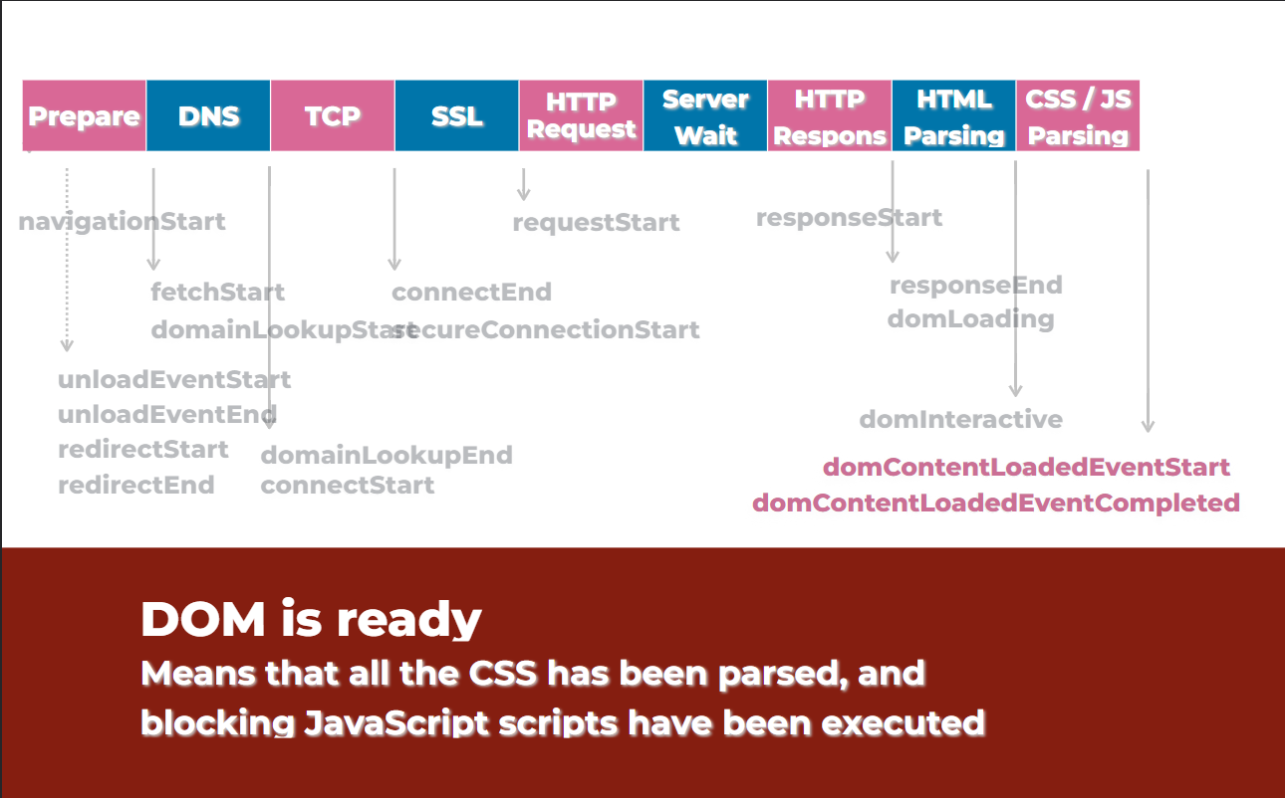 Prepare
DNS
TCP
SSL
HTTP
Request
Server
Wait
HTTP
Respons
HTML
Parsing
CSS / JS
Parsing
navigationStart
requestStart
responseStart
fetchStart
connectEnd
responseEnd
domainLookupStart
secureConnectionStart
domLoading
unloadEventStart
unloadEventEnd
redirectStart
redirectEnd
domainLookupEnd
connectStart
domInteractive
domContentLoadedEventStart
domContentLoadedEventCompleted
DOM is ready
Means that all the CSS has been parsed, and
blocking JavaScript scripts have been executed